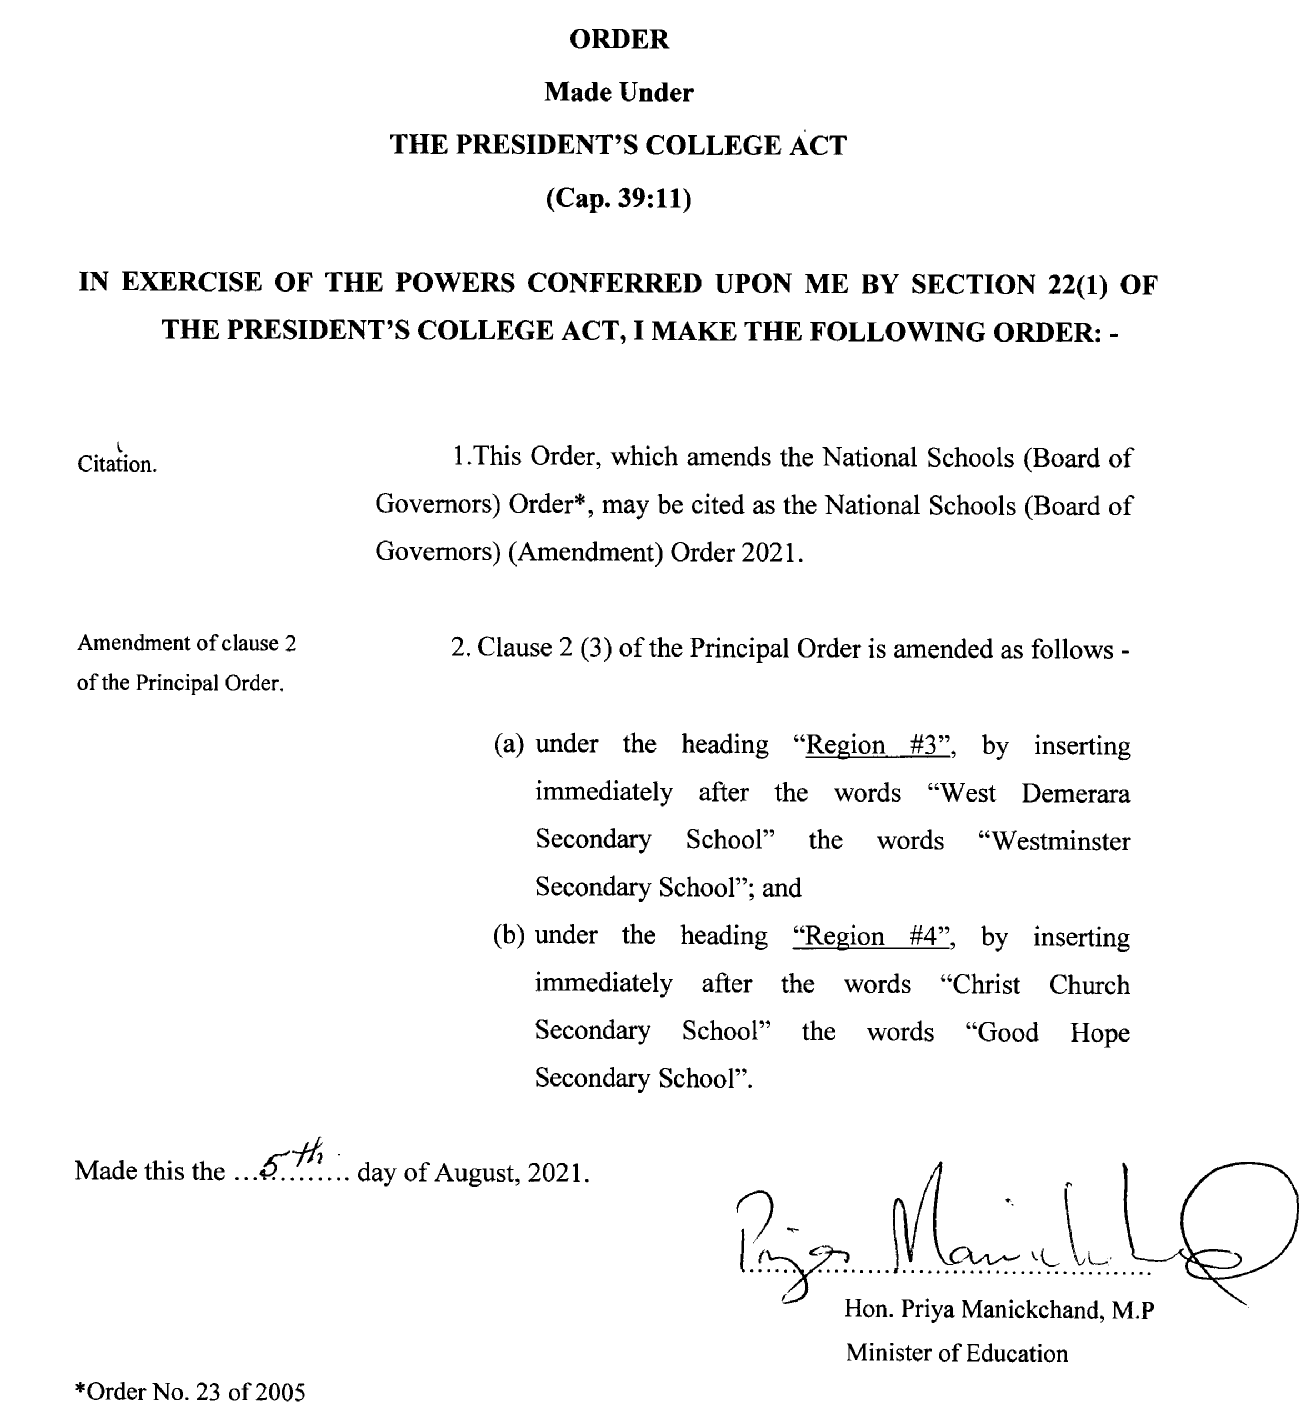 ORDER
Made Under
THE PRESIDENT’S COLLEGE ACT
(Cap. 39:11)
IN EXERCISE OF THE POWERS CONFERRED UPON ME BY SECTION 22(1) OF
THE PRESIDENT’S COLLEGE ACT, I MAKE THE FOLLOWING ORDER: -
Citation.
1.This Order, which amends the National Schools (Board of
Governors) Order*, may be cited as the National Schools (Board of
Governors) (Amendment) Order 2021.
Amendment of clause 2
of the Principal Order.
2. Clause 2 (3) of the Principal Order is amended as follows -
(a) under the heading “Region #3”, by inserting
immediately after the words “West Demerara
Secondary School” the words “Westminster
Secondary School”; and
(b) under the heading “Region #4”, by inserting
immediately after the words “Christ Church
Secondary School” the words “Good Hope
Secondary School”.
Made this the ...5th... day of August, 2021.
Priya Manickchand
Hon. Priya Manickchand, M.P
Minister of Education
*Order No. 23 of 2005